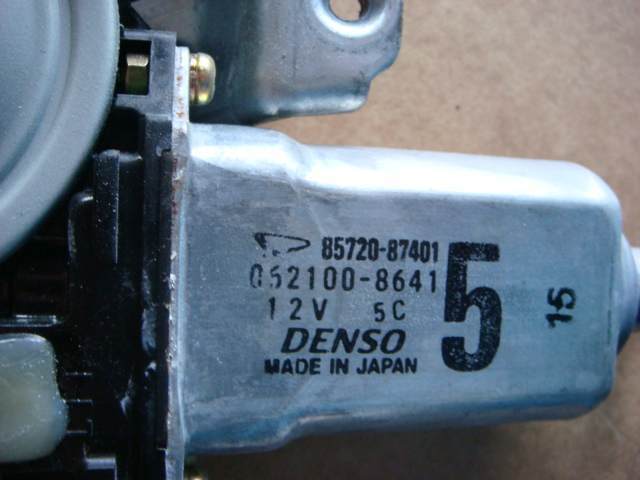 85720-87401
062100-8641
12V 5C
DENSO
MADE IN JAPAN
5
15